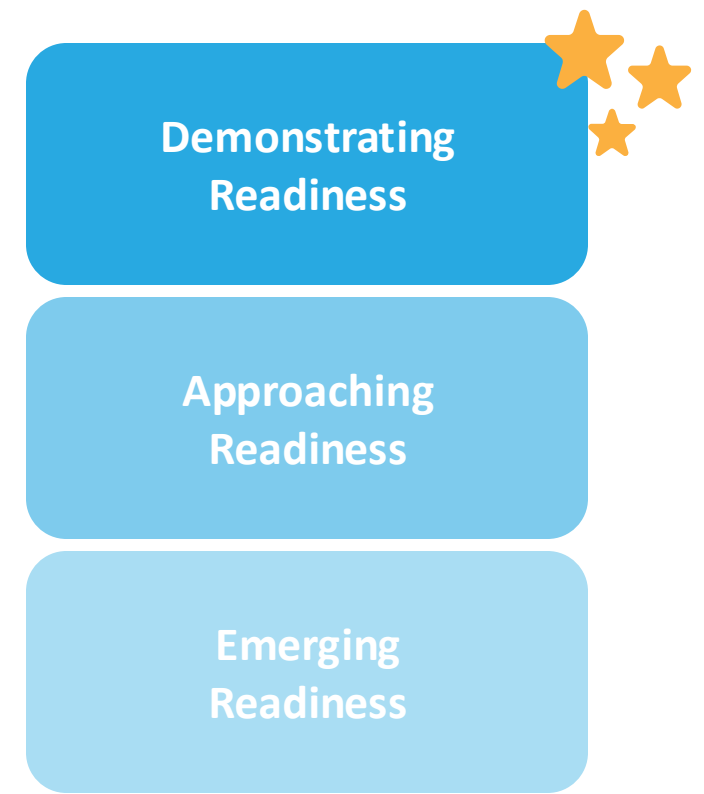 Demonstrating
Readiness
Approaching
Readiness
Emerging
Readiness